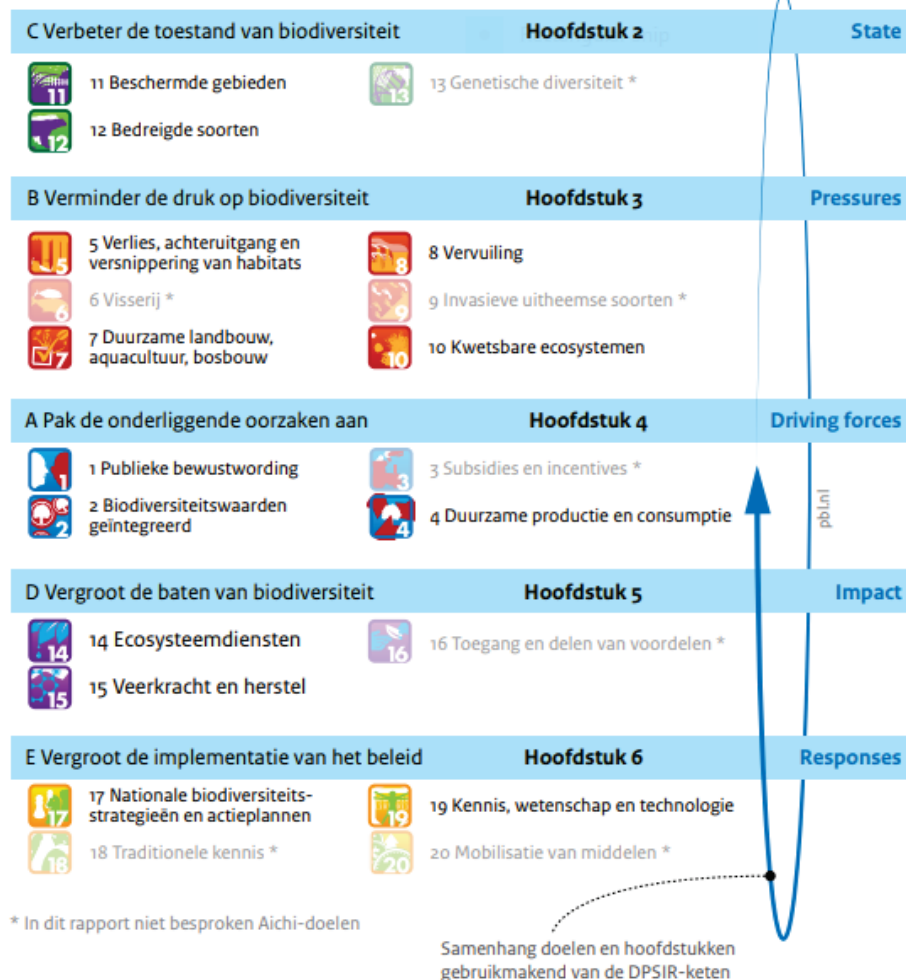 C Verbeter de toestand van biodiversiteit Hoofdstuk 2 State
11 Beschermde gebieden
13 Genetische diversiteit *
12 Bedreigde soorten
B Verminder de druk op biodiversiteit Hoofdstuk 3 Pressures
5 Verlies, achteruitgang en
versnippering van habitats
8 Vervuiling
6 Visserij *
9 Invasieve uitheemse soorten *
7 Duurzame landbouw,
aquacultuur, bosbouw
10 Kwetsbare ecosystemen
A Pak de onderliggende oorzaken aan Hoofdstuk 4 Driving forces
1 Publieke bewustwording
3 Subsidies en incentives *
2 Biodiversiteitswaarden
geïntegreerd
4 Duurzame productie en consumptie
pbl.nl
D Vergroot de baten van biodiversiteit Hoofdstuk 5 Impact
14 Ecosysteemdiensten
16 Toegang en delen van voordelen *
15 Veerkracht en herstel
E Vergroot de implementatie van het beleid Hoofdstuk 6 Responses
17 Nationale biodiversiteits-
strategieën en actieplannen
19 Kennis, wetenschap en technologie
18 Traditionele kennis *
20 Mobilisatie van middelen *
* In dit rapport niet besproken Aichi-doelen
Samenhang doelen en hoofdstukken
gebruikmakend van de DPSIR-keten